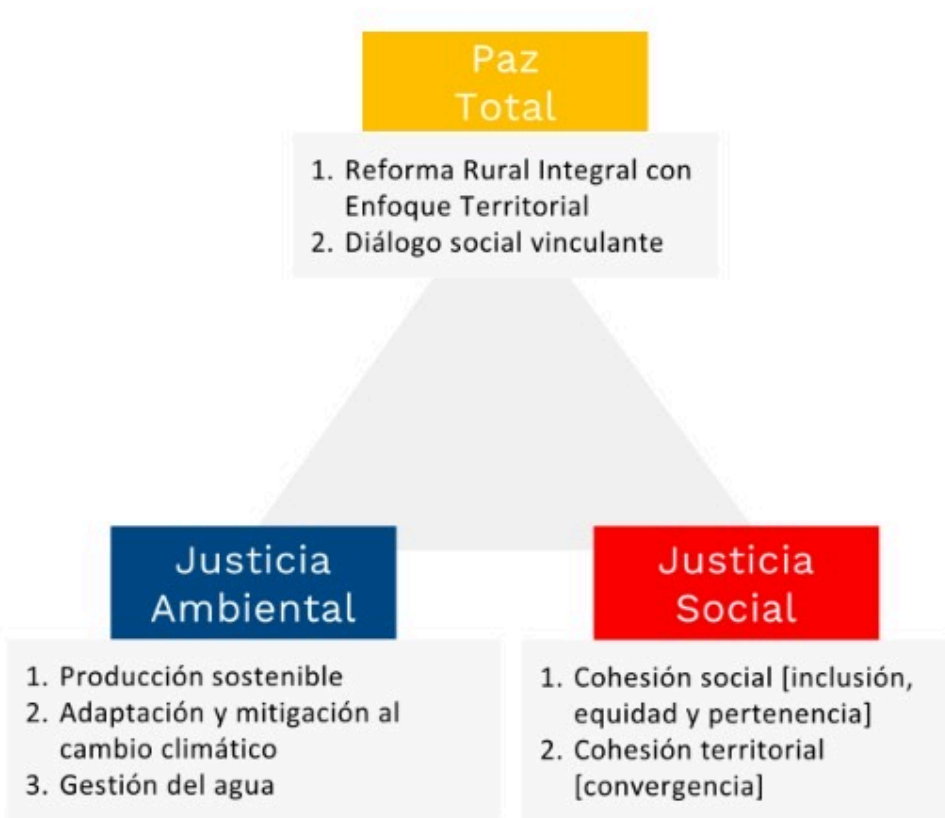 Paz
Total
1. Reforma Rural Integral con
Enfoque Territorial
2. Diálogo social vinculante
Justicia
Ambiental
1. Producción sostenible
2. Adaptación y mitigación al
cambio climático
3. Gestión del agua
Justicia
Social
1. Cohesión social [inclusión,
equidad y pertenencia]
2. Cohesión territorial
[convergencia]